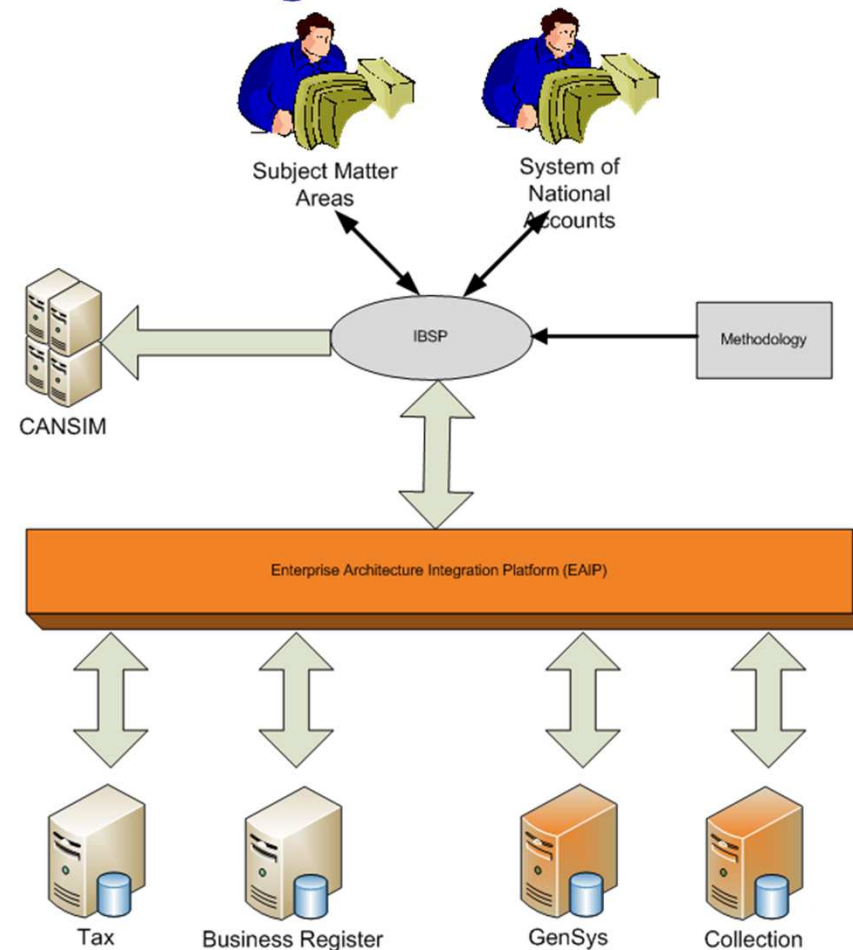 Subject Matter
Areas
System of
National
Accounts
IBSP
Methodology
CANSIM
Enterprise Architecture Integration Platform (EAIP)
Tax
Business Register
GenSys
Collection